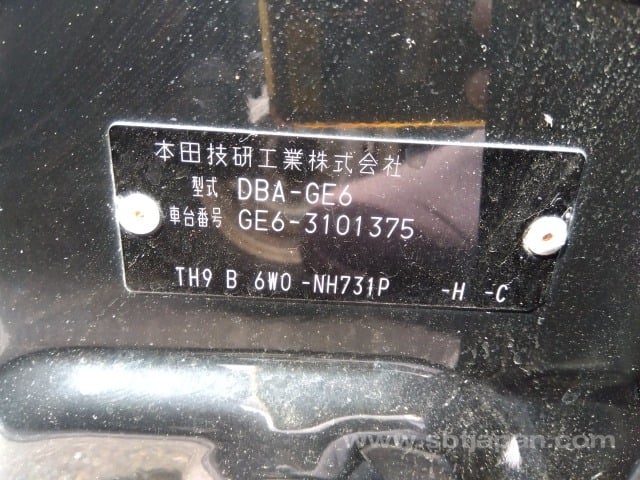 本田技研工業株式会社
型式 DBA-GE6
車台番号 GE6-3101375
TH9 B 6W0 -NH731P -H -C
www.sbtjapan.com